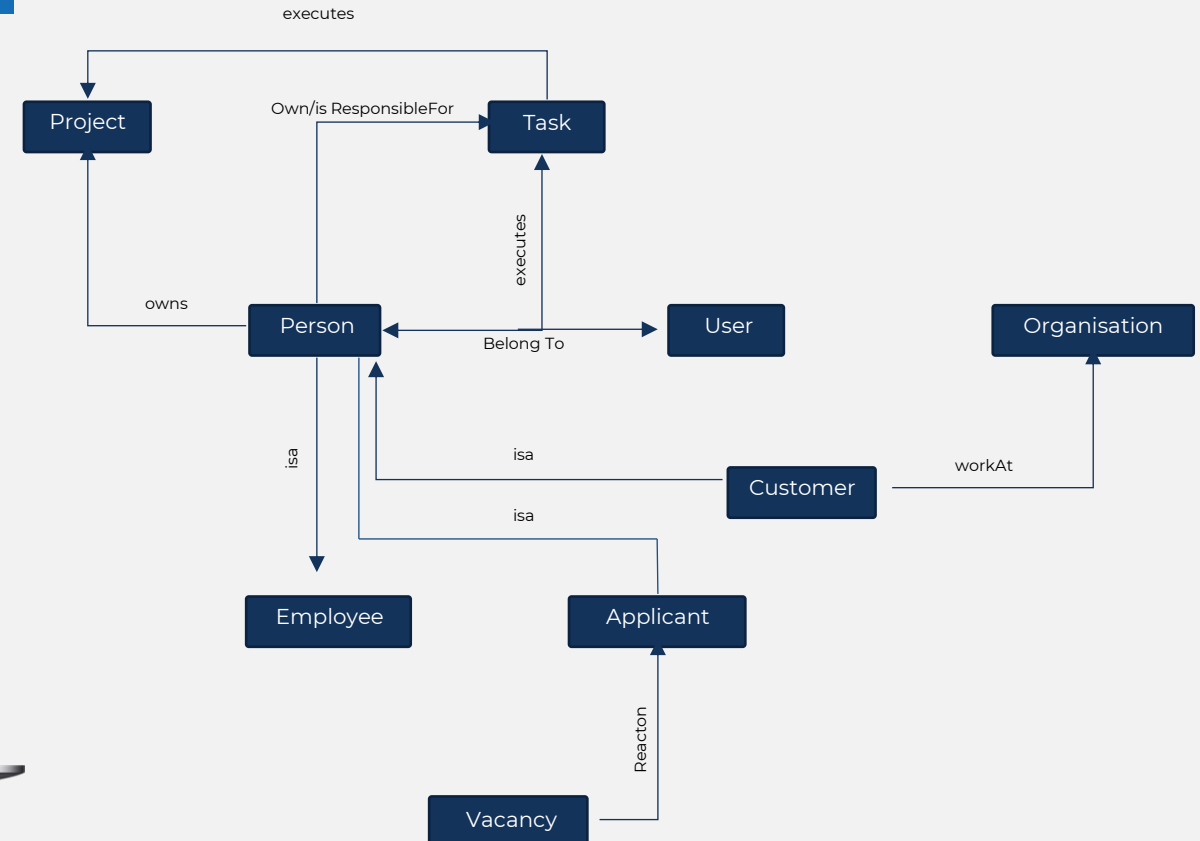 executes
Project
Own/is ResponsibleFor
Task
executes
owns
Person
User
Organisation
Belong To
isa
isa
workAt
Customer
isa
Employee
Applicant
Reacton
Vacancy